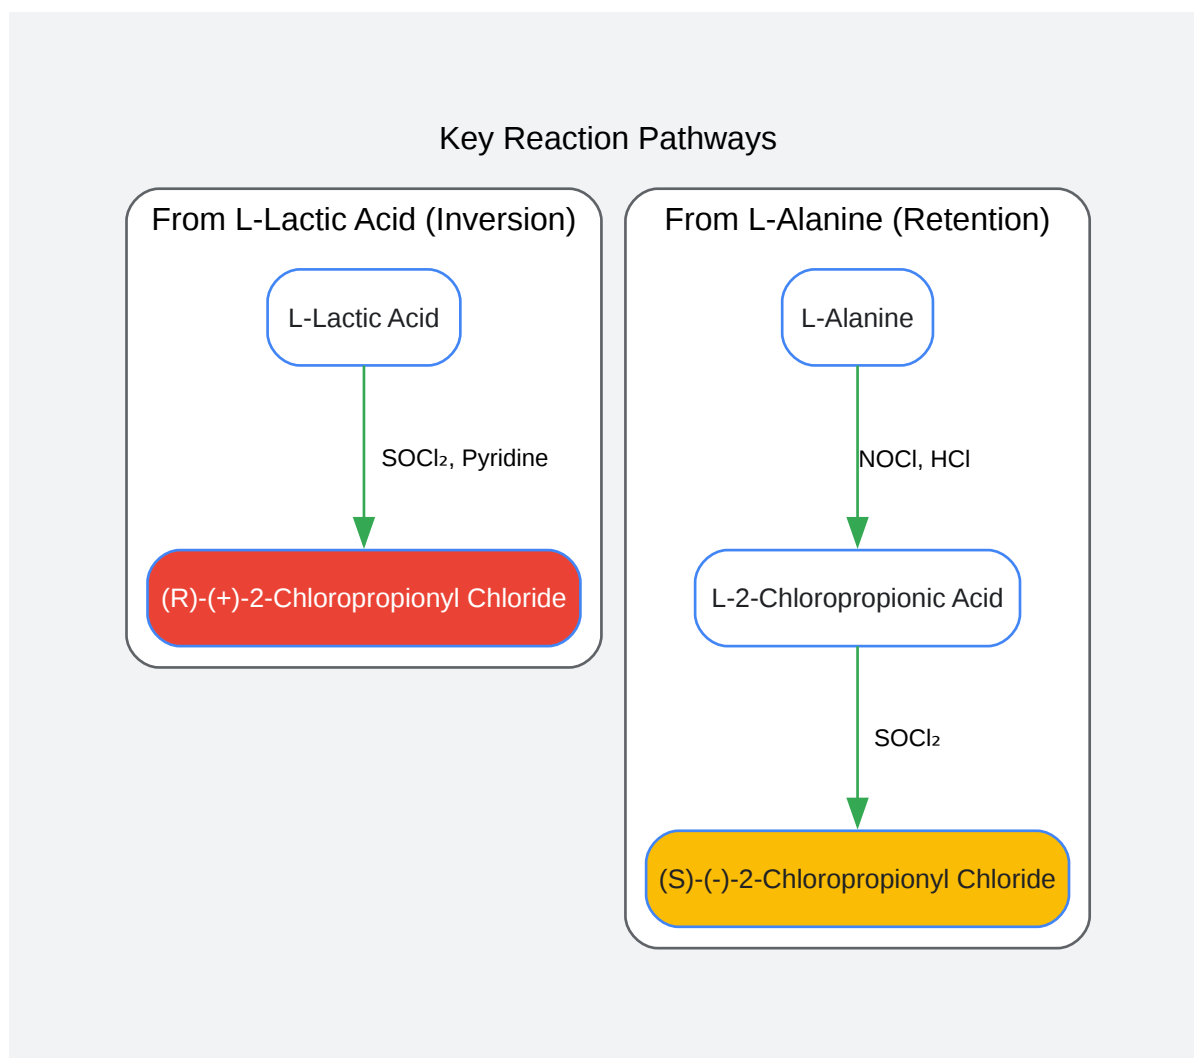 Key Reaction Pathways
From L-Lactic Acid (Inversion)
L-Lactic Acid
SOCl₂, Pyridine
(R)-(+)-2-Chloropropionyl Chloride
From L-Alanine (Retention)
L-Alanine
NOCl, HCl
L-2-Chloropropionic Acid
SOCl₂
(S)-(-)-2-Chloropropionyl Chloride